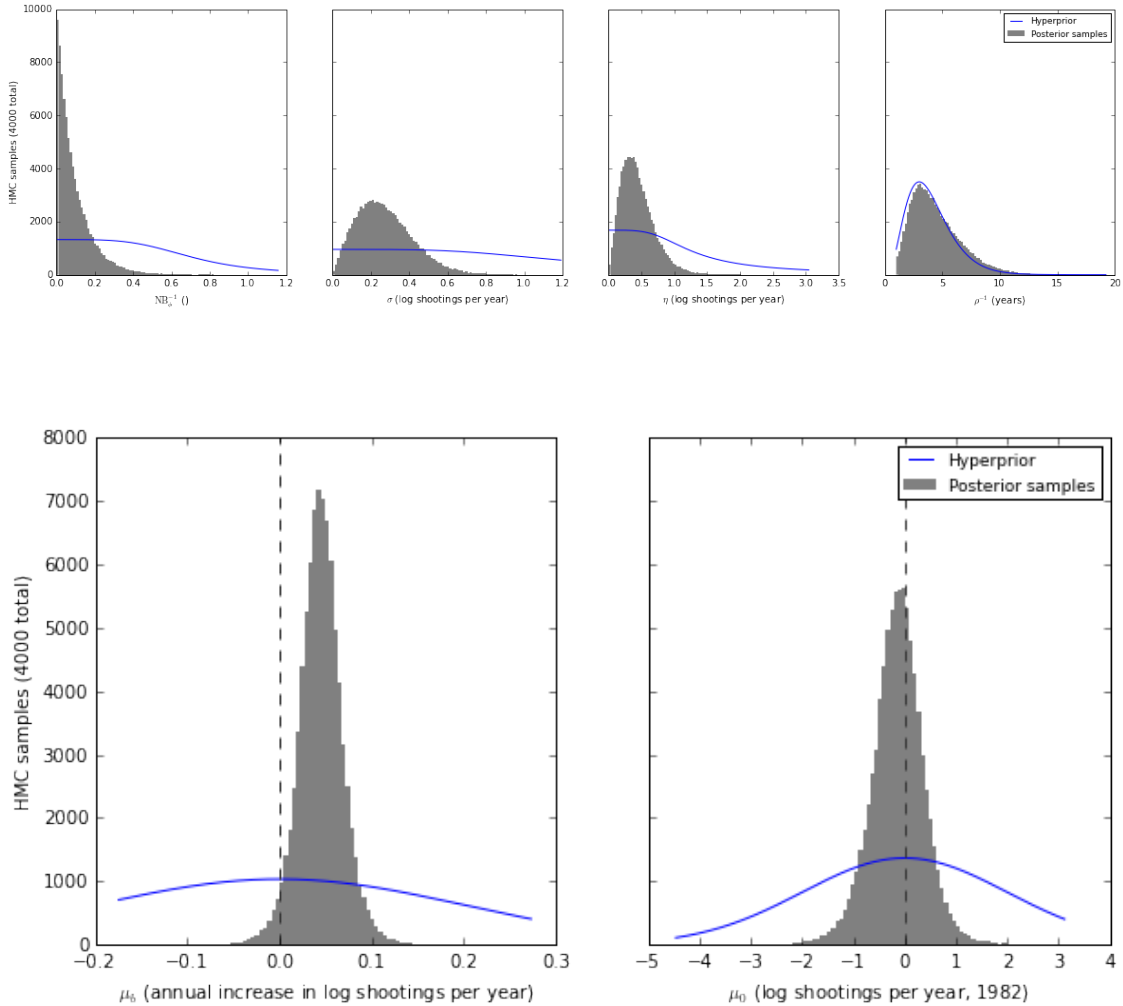 10000
8000
6000
4000
2000
0
HMC samples (4000 total)
0.0 0.2 0.4 0.6 0.8 1.0 1.2
NB_φ^{-1} ()
0.0 0.2 0.4 0.6 0.8 1.0 1.2
σ (log shootings per year)
0.0 0.5 1.0 1.5 2.0 2.5 3.0 3.5
η (log shootings per year)
Hyperprior
Posterior samples
0 5 10 15 20
ρ^{-1} (years)
8000
7000
6000
5000
4000
3000
2000
1000
0
HMC samples (4000 total)
−0.2 −0.1 0.0 0.1 0.2 0.3
μ_b (annual increase in log shootings per year)
Hyperprior
Posterior samples
−5 −4 −3 −2 −1 0 1 2 3 4
μ_0 (log shootings per year, 1982)